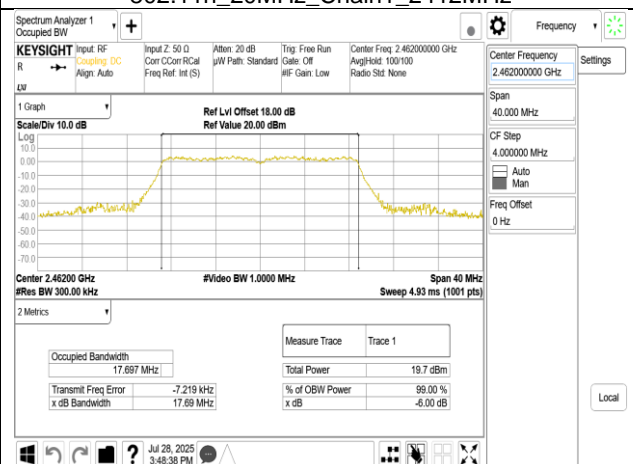 Spectrum Analyzer 1
Occupied BW
Frequency
KEYSIGHT
R
LXI
Input: RF
Coupling: DC
Align: Auto
Input Z: 50 Ω
Corr CCorr RCal
Freq Ref: Int (S)
Atten: 20 dB
µW Path: Standard
Trig: Free Run
Gate: Off
#IF Gain: Low
Center Freq: 2.462000000 GHz
Avg|Hold: 100/100
Radio Std: None
Center Frequency
2.462000000 GHz
Settings
Span
40.000 MHz
CF Step
4.000000 MHz
Auto
Man
Freq Offset
0 Hz
Local
1 Graph
Scale/Div 10.0 dB
Ref Lvl Offset 18.00 dB
Ref Value 20.00 dBm
Log
10.0
0.00
-10.0
-20.0
-30.0
-40.0
-50.0
-60.0
-70.0
Center 2.46200 GHz
#Video BW 1.0000 MHz
Span 40 MHz
#Res BW 300.00 kHz
Sweep 4.93 ms (1001 pts)
2 Metrics
Measure Trace Trace 1
Occupied Bandwidth
17.697 MHz
Total Power 19.7 dBm
Transmit Freq Error -7.219 kHz
% of OBW Power 99.00 %
x dB Bandwidth 17.69 MHz
x dB -6.00 dB
?
Jul 28, 2025
3:48:38 PM